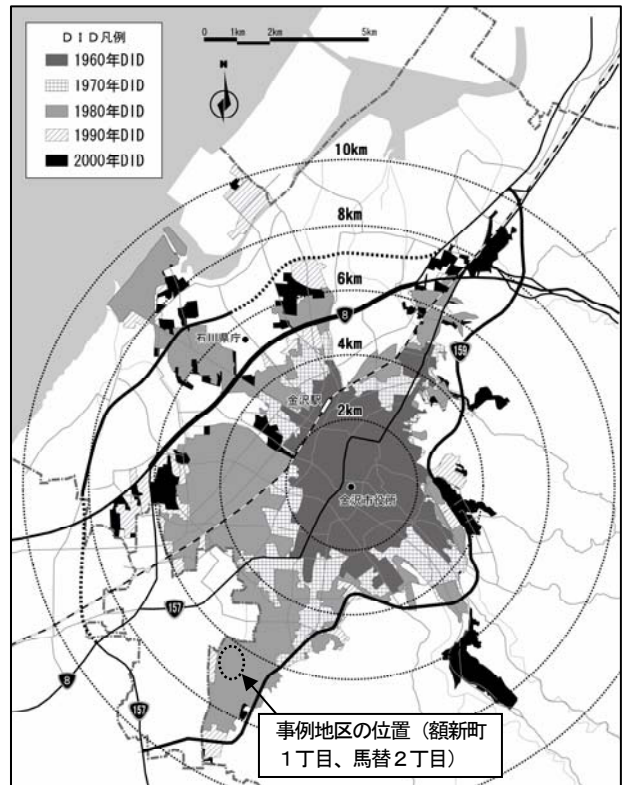 DID凡例
1960年DID
1970年DID
1980年DID
1990年DID
2000年DID
0 1km 2km 5km
N
10km
8km
6km
石川県庁
8
4km
159
金沢駅
2km
金沢市役所
157
8
157
事例地区の位置（額新町
１丁目、馬替２丁目）